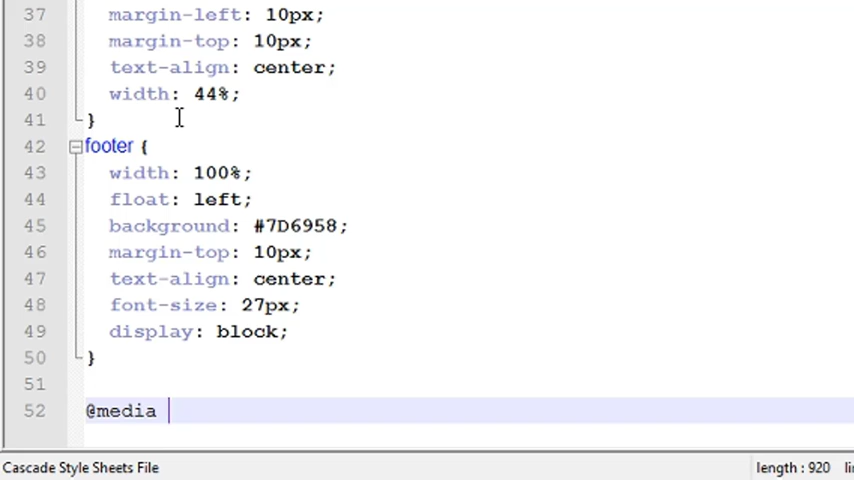 37 margin-left: 10px;
38 margin-top: 10px;
39 text-align: center;
40 width: 44%;
41 }
42 footer {
43 width: 100%;
44 float: left;
45 background: #7D6958;
46 margin-top: 10px;
47 text-align: center;
48 font-size: 27px;
49 display: block;
50 }
51
52 @media
Cascade Style Sheets File length : 920 li